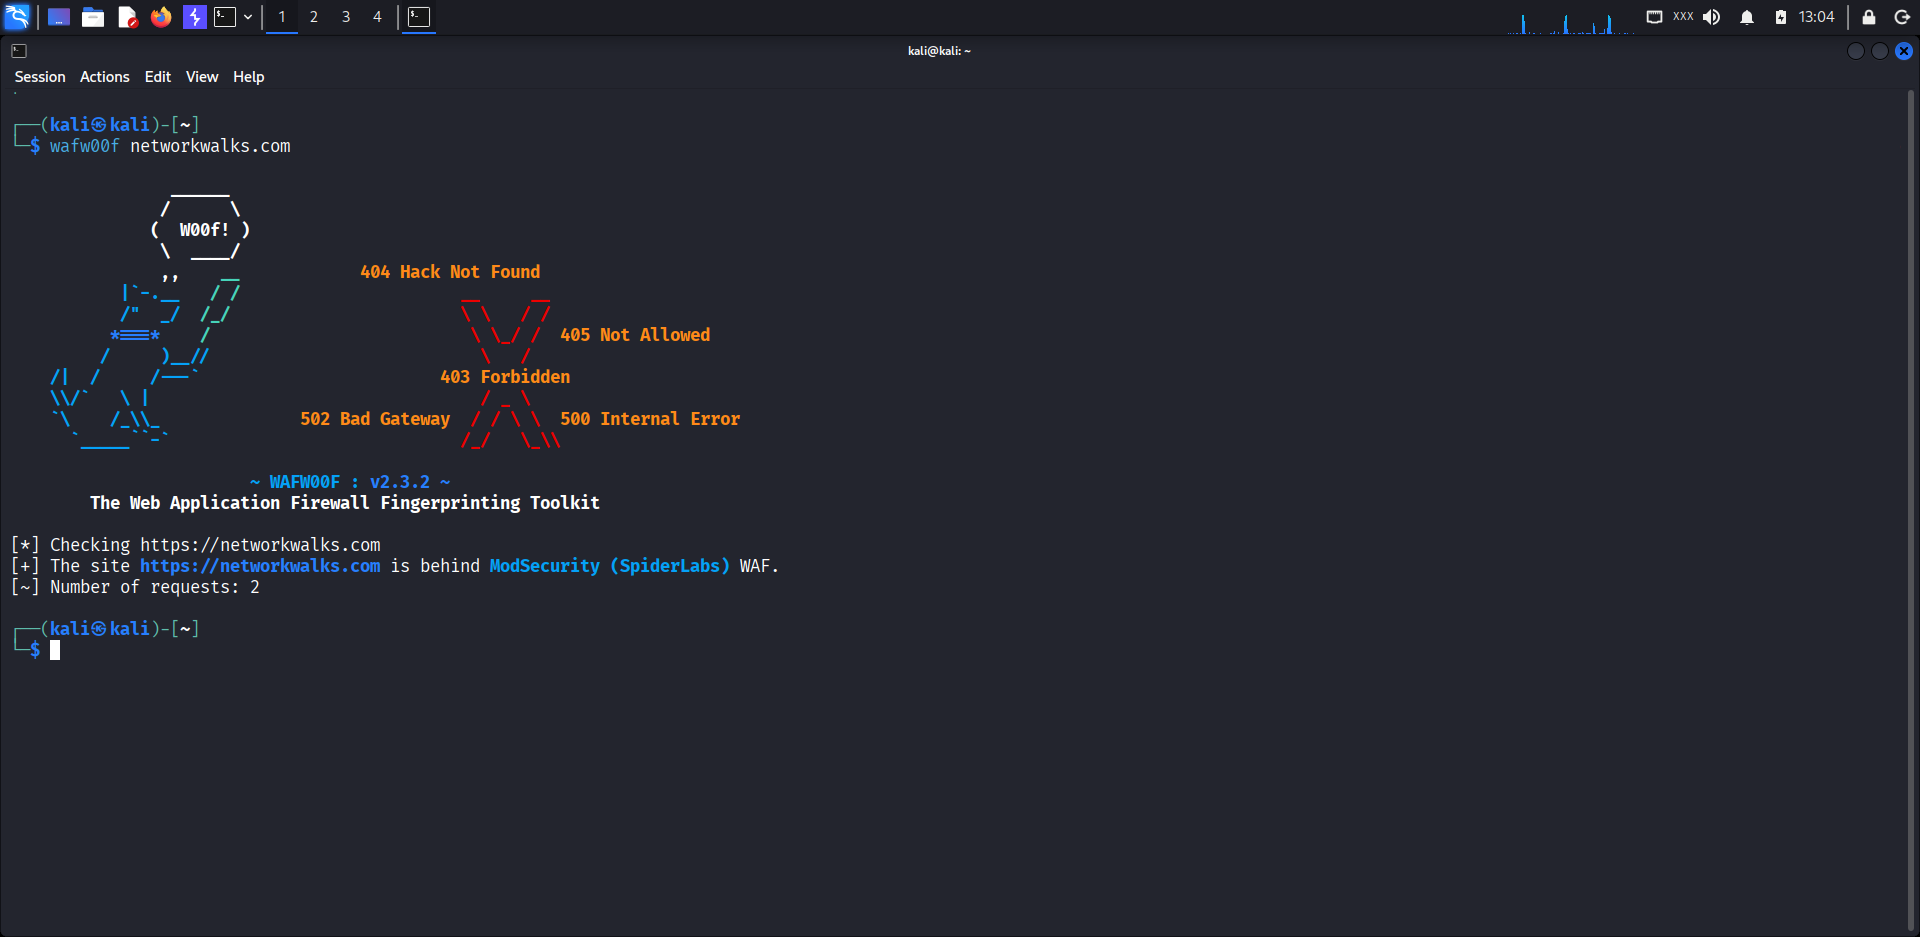 1 2 3 4
XXX 13:04
kali@kali: ~
Session Actions Edit View Help
┌──(kali㉿kali)-[~]
└─$ wafw00f networkwalks.com
( W00f! )
404 Hack Not Found
405 Not Allowed
403 Forbidden
502 Bad Gateway 500 Internal Error
~ WAFW00F : v2.3.2 ~
The Web Application Firewall Fingerprinting Toolkit
[*] Checking https://networkwalks.com
[+] The site https://networkwalks.com is behind ModSecurity (SpiderLabs) WAF.
[~] Number of requests: 2
┌──(kali㉿kali)-[~]
└─$